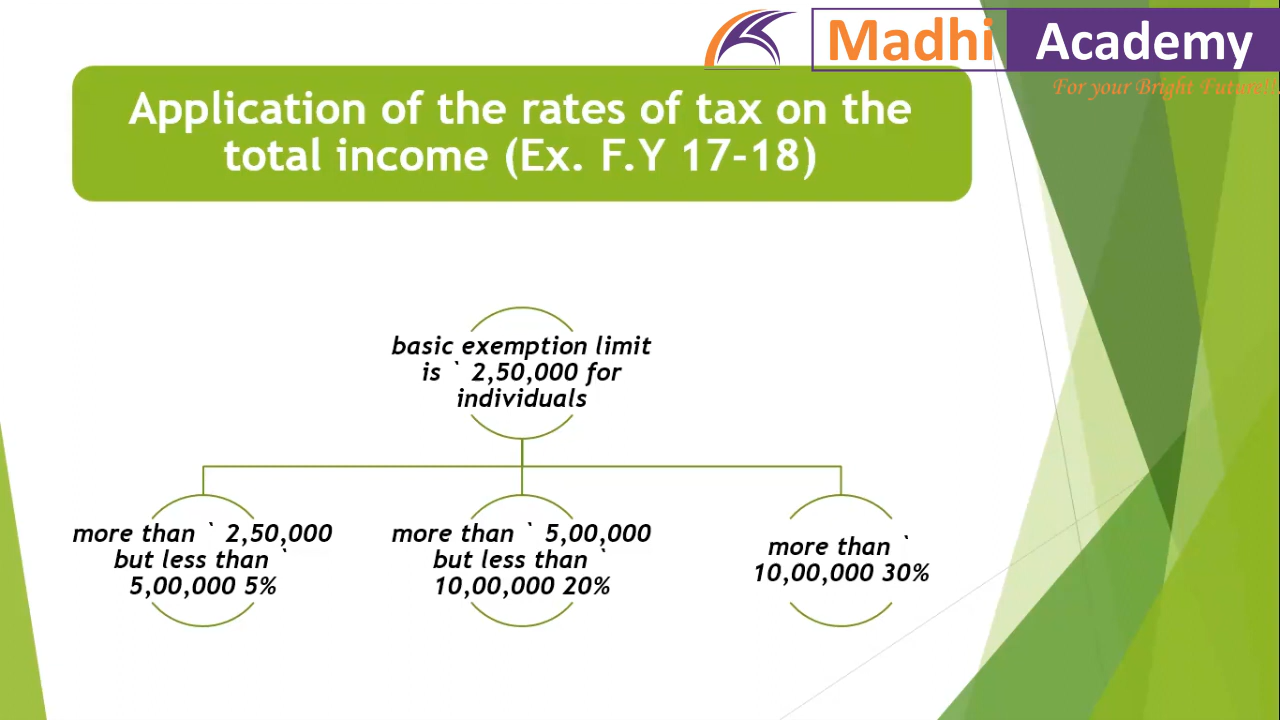 Madhi Academy
For your Bright Future!!!
Application of the rates of tax on the
total income (Ex. F.Y 17-18)
basic exemption limit
is ` 2,50,000 for
individuals
more than ` 2,50,000
but less than `
5,00,000 5%
more than ` 5,00,000
but less than `
10,00,000 20%
more than `
10,00,000 30%